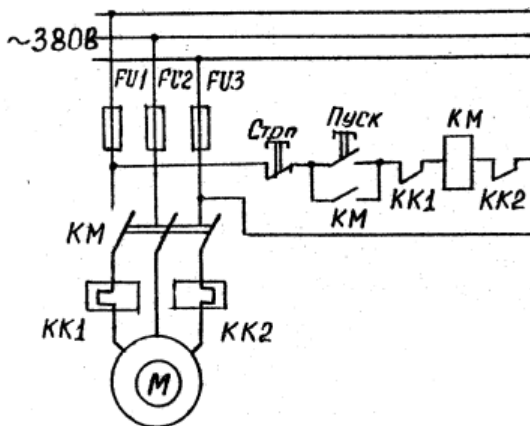 ~380В
FU1 FU2 FU3
Стоп Пуск КМ
КМ КК1 КК2
КМ
КК1 КК2
М